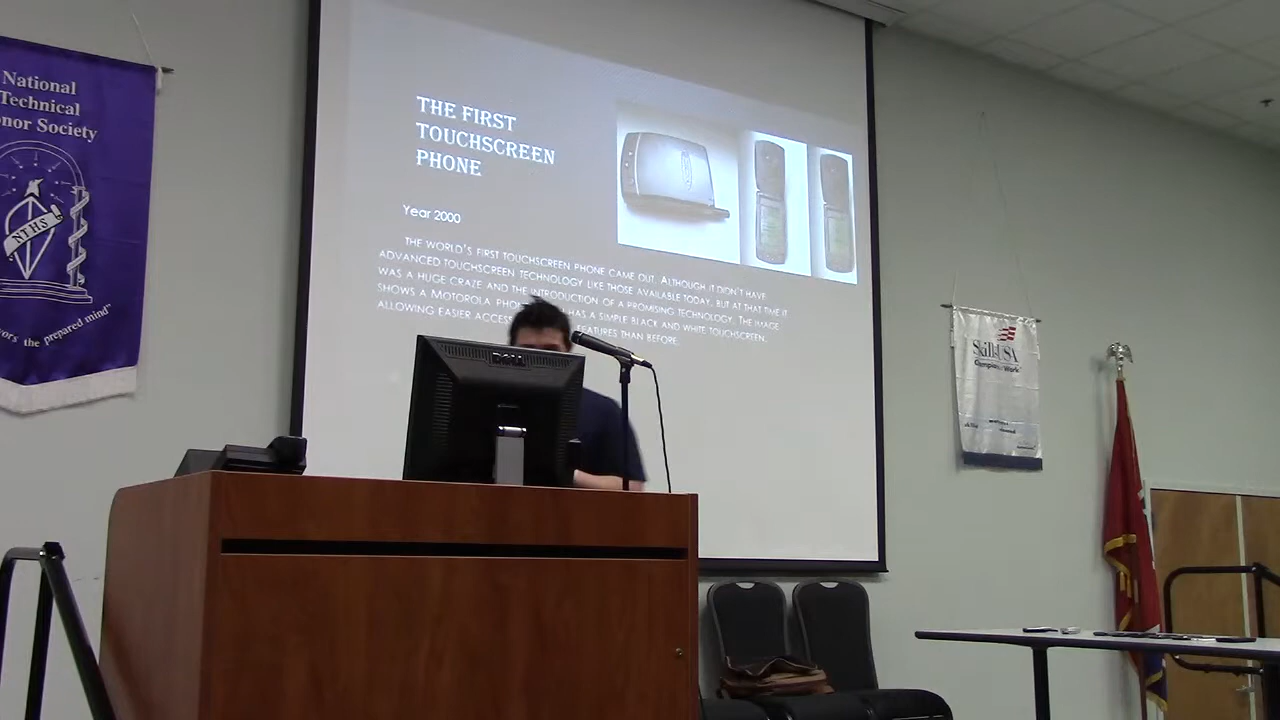 National
Technical
nor Society
NTHS
ors the prepared mind"
THE FIRST
TOUCHSCREEN
PHONE
Year 2000
THE WORLD'S FIRST TOUCHSCREEN PHONE CAME OUT. ALTHOUGH IT DIDN'T HAVE
ADVANCED TOUCHSCREEN TECHNOLOGY LIKE THOSE AVAILABLE TODAY, BUT AT THAT TIME IT
WAS A HUGE CRAZE AND THE INTRODUCTION OF A PROMISING TECHNOLOGY. THE IMAGE
SHOWS A MOTOROLA HAS A SIMPLE BLACK AND WHITE TOUCHSCREEN,
ALLOWING EASIER ACCESS FEATURES THAN BEFORE.
DELL
SkillsUSA